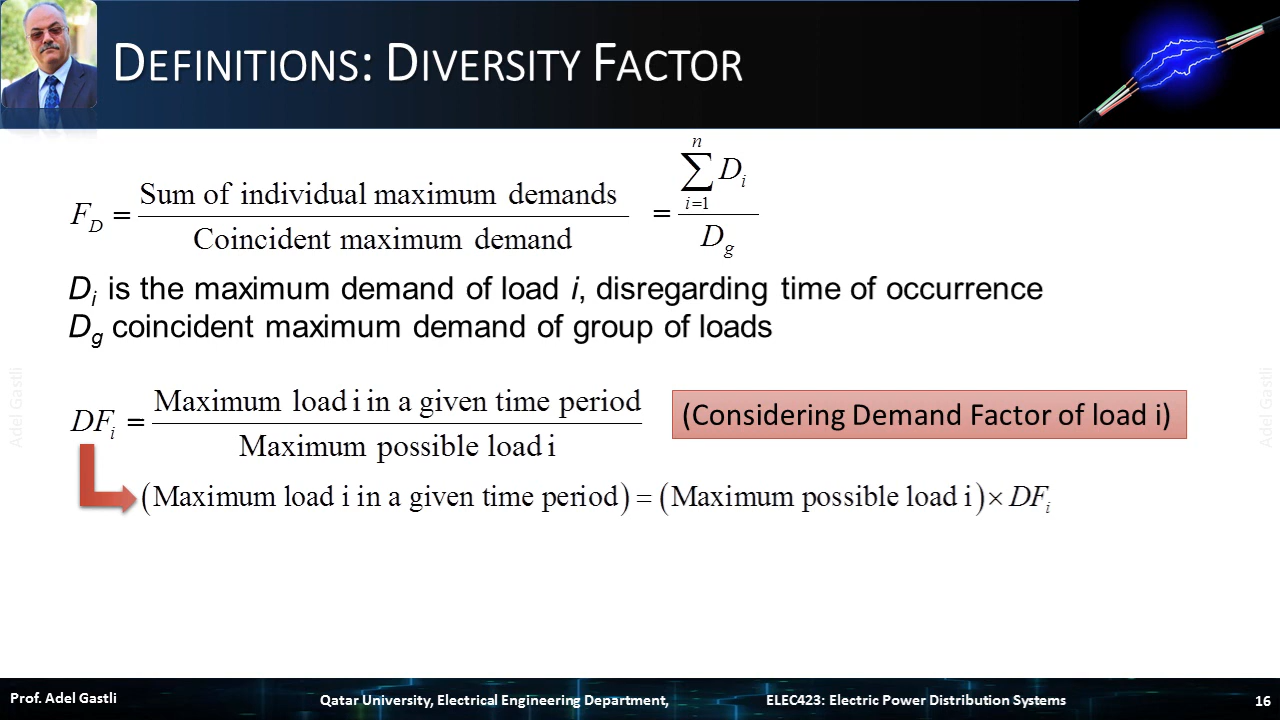 DEFINITIONS: DIVERSITY FACTOR
F_D = Sum of individual maximum demands / Coincident maximum demand = ∑_{i=1}^{n} D_i / D_g
D_i is the maximum demand of load i, disregarding time of occurrence
D_g coincident maximum demand of group of loads
DF_i = Maximum load i in a given time period / Maximum possible load i
(Considering Demand Factor of load i)
(Maximum load i in a given time period) = (Maximum possible load i) × DF_i
Adel Gastli
Adel Gastli
Prof. Adel Gastli
Qatar University, Electrical Engineering Department,
ELEC423: Electric Power Distribution Systems
16